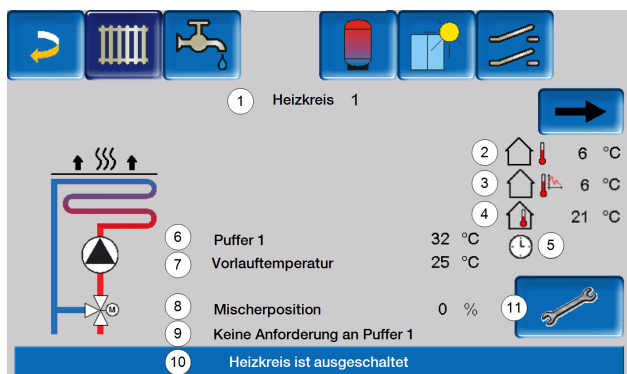 1 Heizkreis 1
2 6 °C
3 6 °C
4 21 °C
5
6 Puffer 1 32 °C
7 Vorlauftemperatur 25 °C
M
8 Mischerposition 0 % 11
9 Keine Anforderung an Puffer 1
10 Heizkreis ist ausgeschaltet